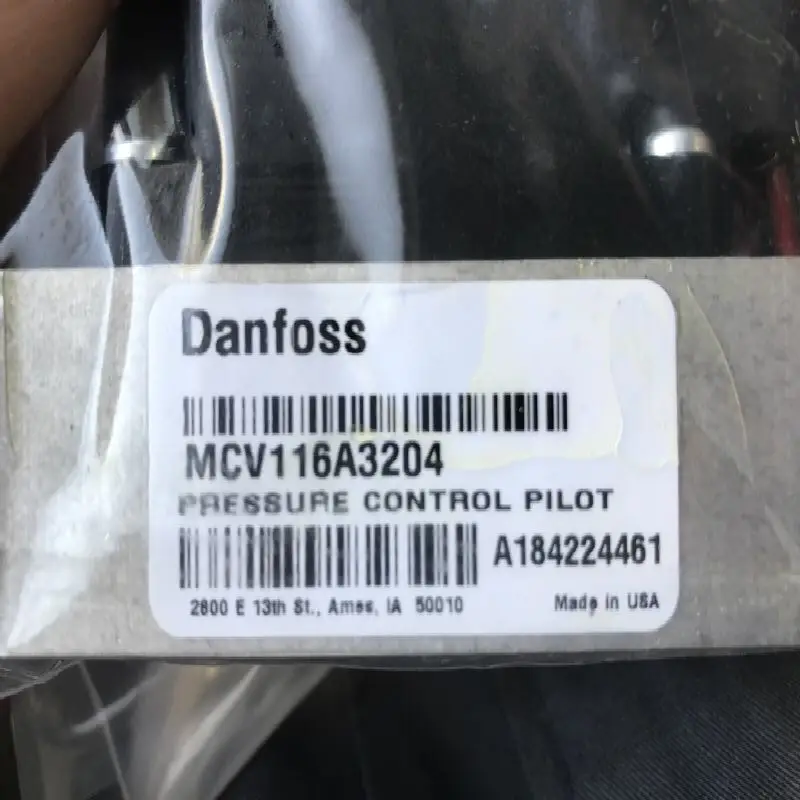 Danfoss
MCV116A3204
PRESSURE CONTROL PILOT
A184224461
2800 E 13th St., Ames, IA 50010
Made in USA